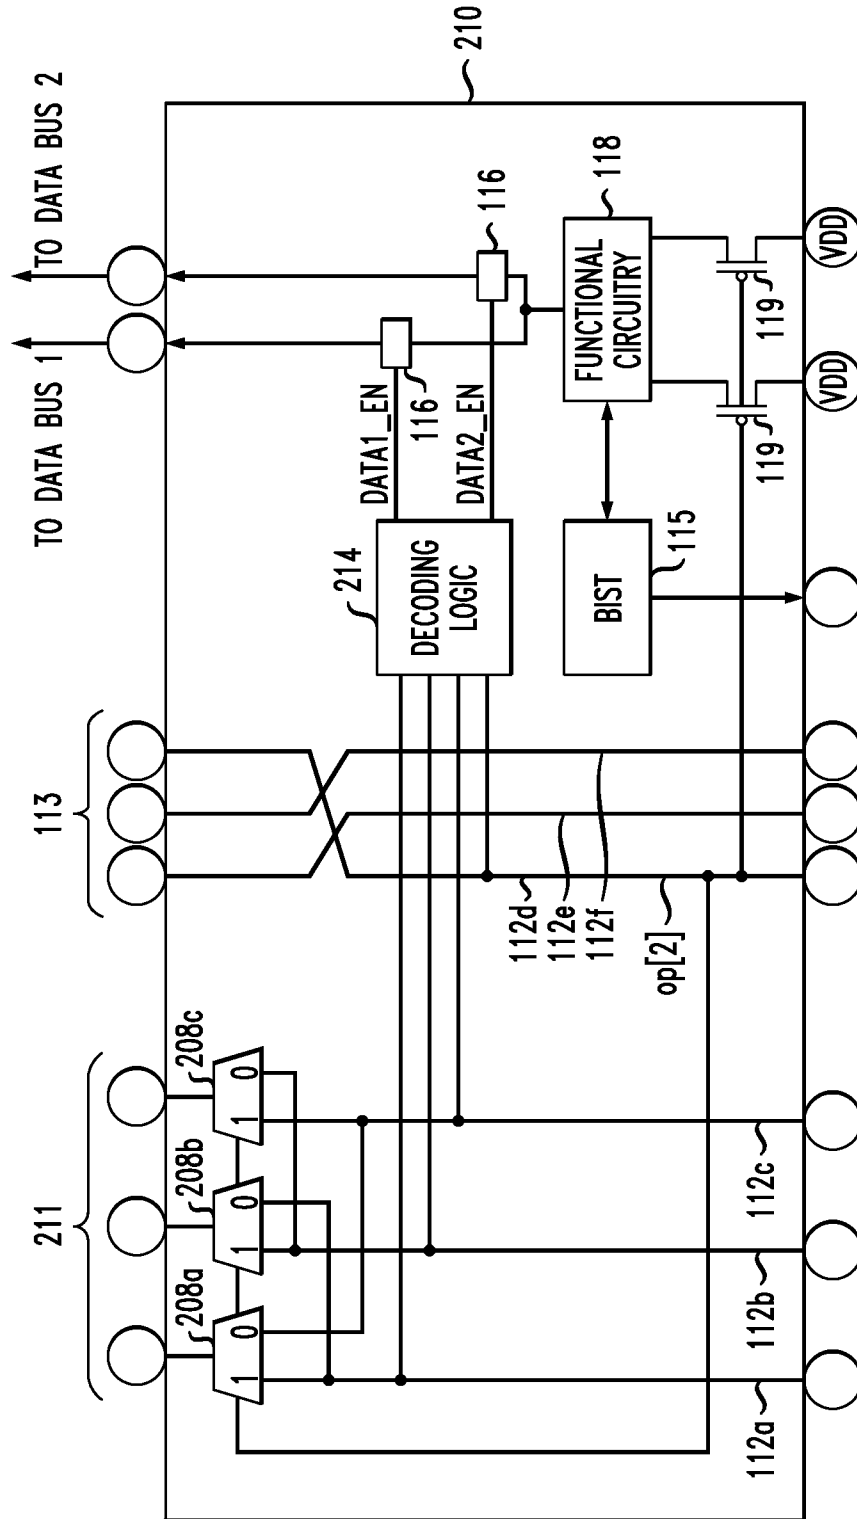 TO DATA BUS 1
TO DATA BUS 2
210
211
113
208a
208b
208c
1 0
1 0
1 0
214
DECODING
LOGIC
DATA1_EN
DATA2_EN
116
116
118
FUNCTIONAL
CIRCUITRY
BIST
115
119
119
VDD
VDD
112a
112b
112c
112d
112e
112f
op[2]